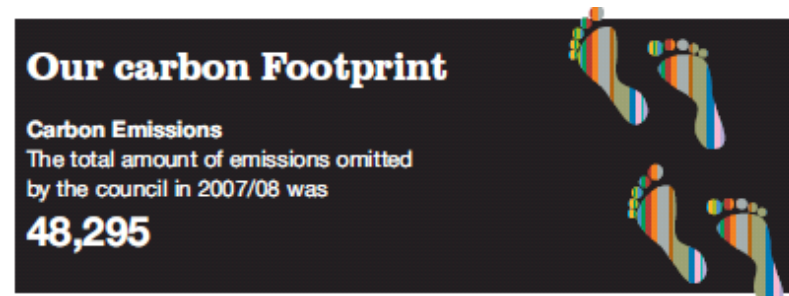 Our carbon Footprint
Carbon Emissions
The total amount of emissions omitted
by the council in 2007/08 was
48,295